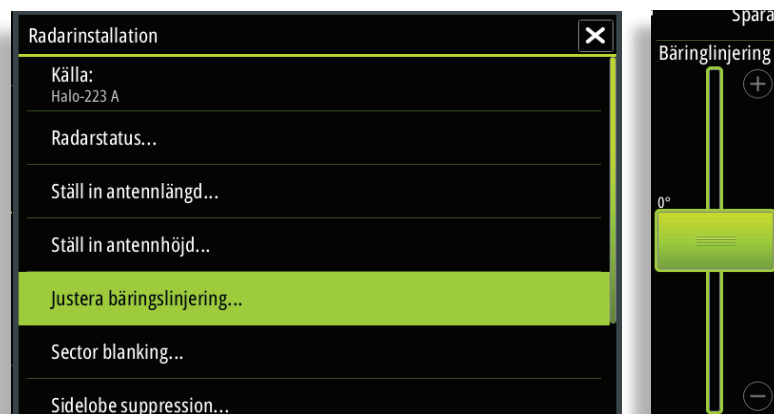 Radarinstallation
Källa:
Halo-223 A
Radarstatus...
Ställ in antennlängd...
Ställ in antennhöjd...
Justera bäringslinjering...
Sector blanking...
Sidelobe suppression...
Spara
Bäringlinjering
0°